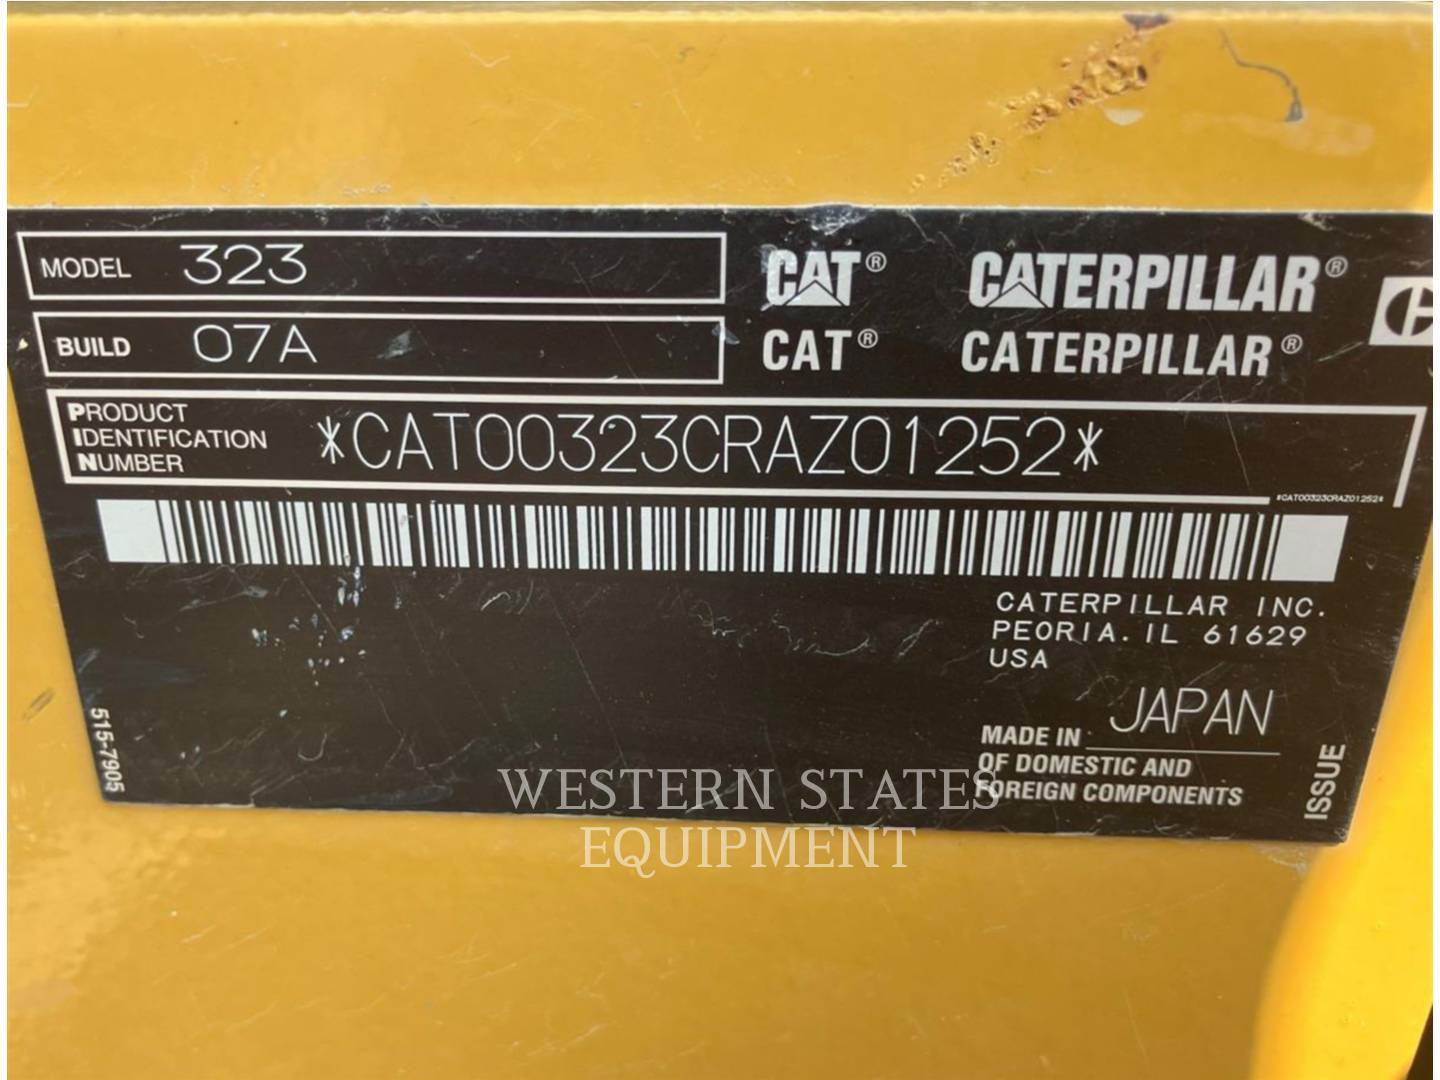 MODEL 323
BUILD 07A
CAT® CATERPILLAR®
CAT® CATERPILLAR®
PRODUCT
IDENTIFICATION
NUMBER
*CAT00323CRAZ01252*
*CAT00323CRAZ01252*
CATERPILLAR INC.
PEORIA. IL 61629
USA
MADE IN JAPAN
OF DOMESTIC AND
FOREIGN COMPONENTS
ISSUE
515-7905
WESTERN STATES
EQUIPMENT